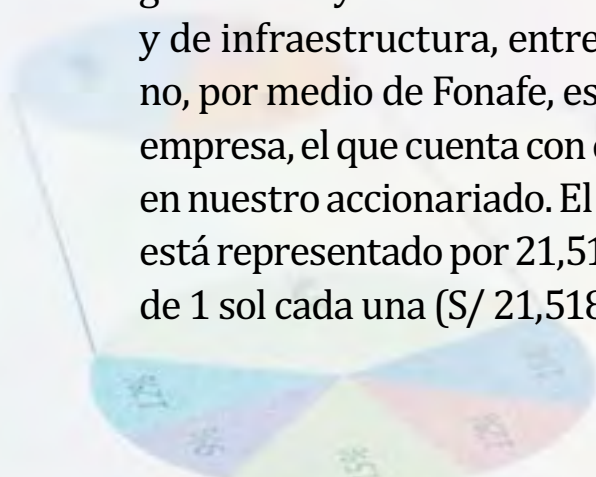 y de infraestructura, entre
no, por medio de Fonafe, es
empresa, el que cuenta con
en nuestro accionariado. El
está representado por 21,51
de 1 sol cada una (S/ 21,518